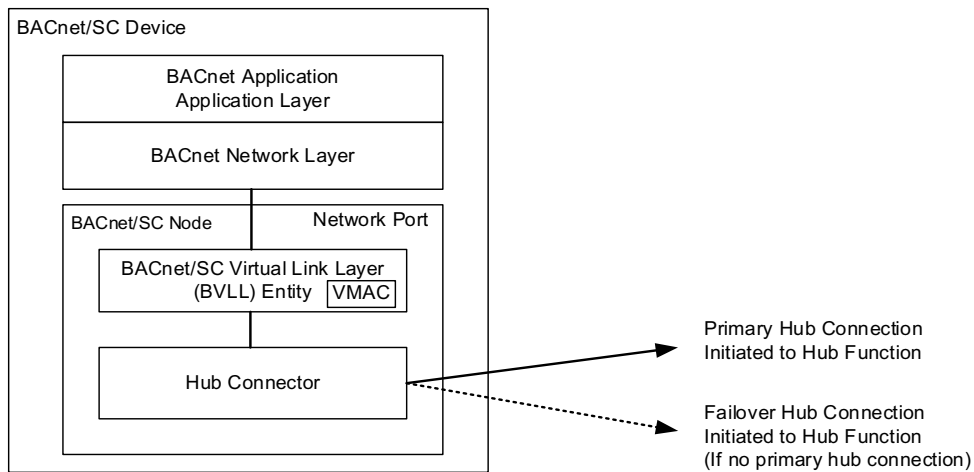 BACnet/SC Device
BACnet Application
Application Layer
BACnet Network Layer
BACnet/SC Node
Network Port
BACnet/SC Virtual Link Layer
(BVLL) Entity
VMAC
Hub Connector
Primary Hub Connection
Initiated to Hub Function
Failover Hub Connection
Initiated to Hub Function
(If no primary hub connection)